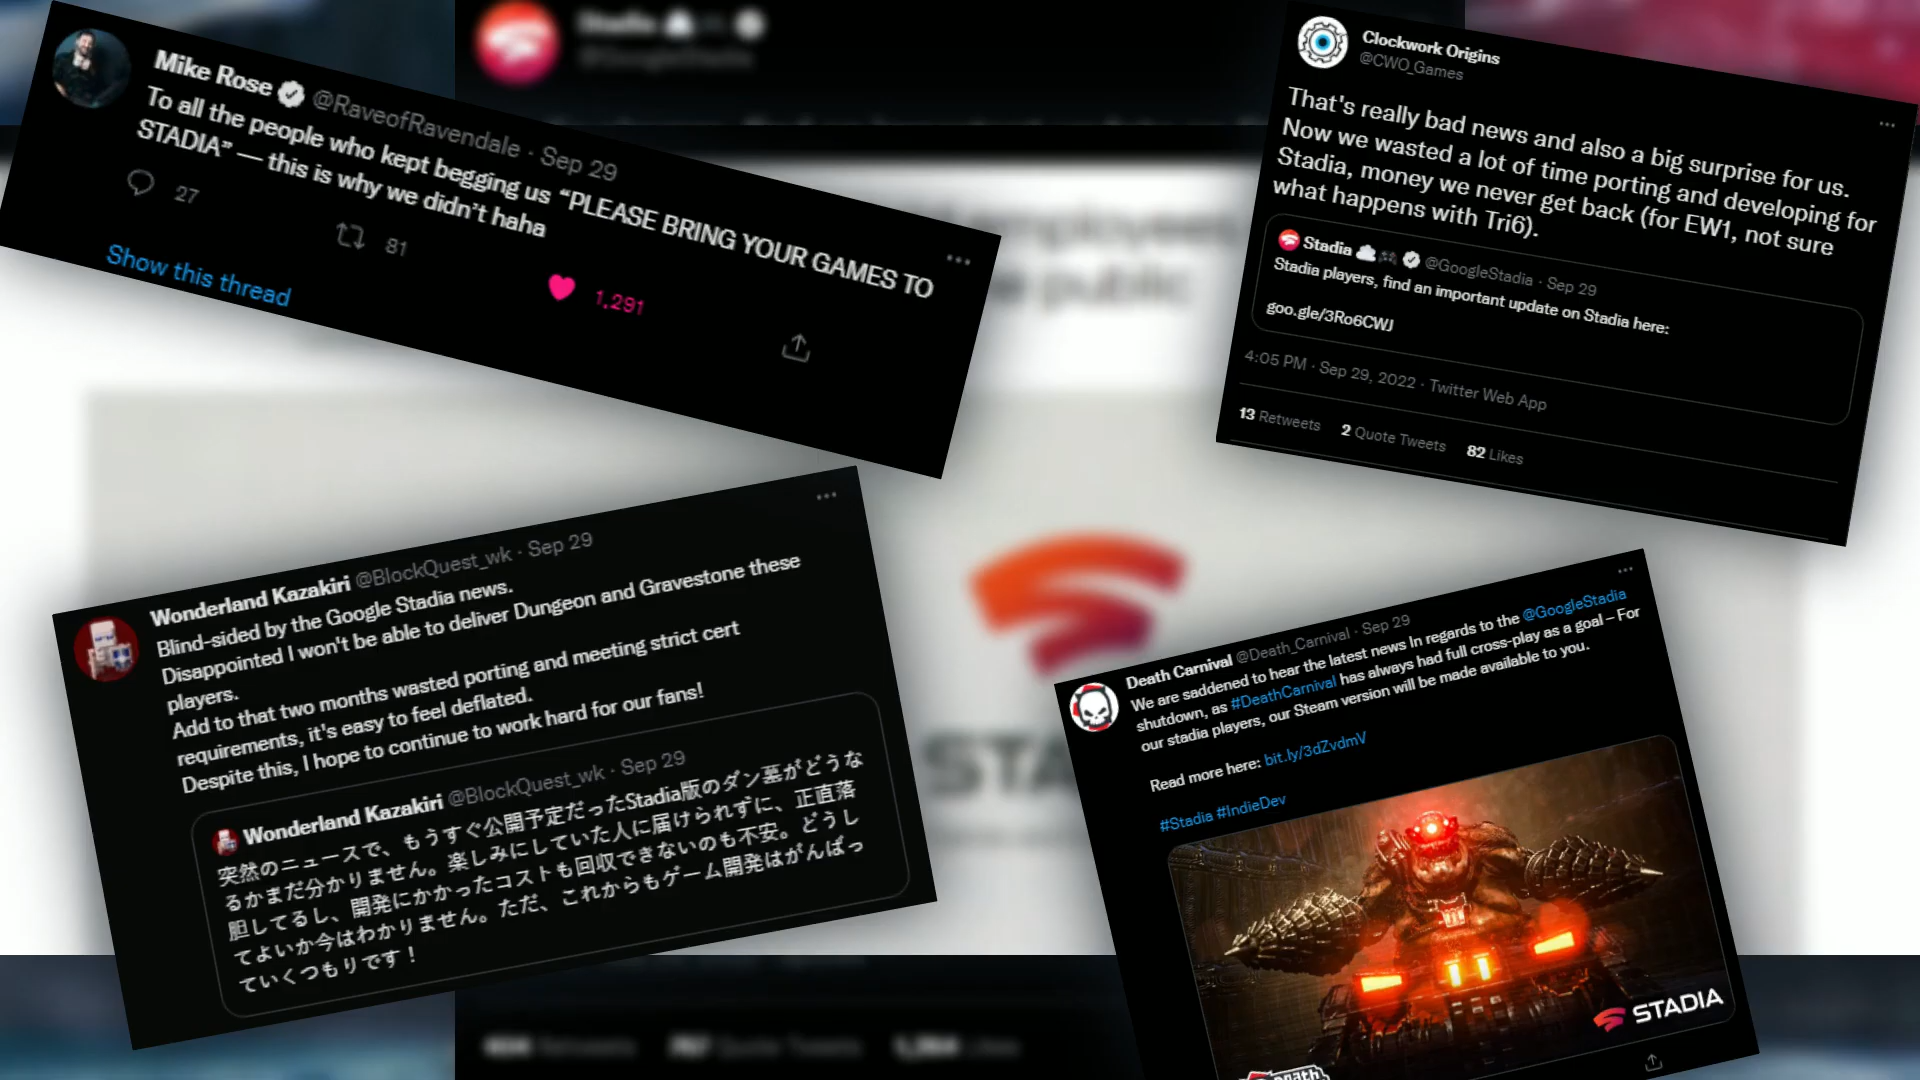 Mike Rose @RaveofRavendale · Sep 29
To all the people who kept begging us “PLEASE BRING YOUR GAMES TO
STADIA” — this is why we didn't haha
27
81
1,291
Show this thread
Clockwork Origins
@CWO_Games
That's really bad news and also a big surprise for us.
Now we wasted a lot of time porting and developing for
Stadia, money we never get back (for EW1, not sure
what happens with Tri6).
Stadia @GoogleStadia · Sep 29
Stadia players, find an important update on Stadia here:
goo.gle/3Ro6CWJ
4:05 PM · Sep 29, 2022 · Twitter Web App
13 Retweets 2 Quote Tweets 82 Likes
Wonderland Kazakiri @BlockQuest_wk · Sep 29
Blind-sided by the Google Stadia news.
Disappointed I won't be able to deliver Dungeon and Gravestone these
players.
Add to that two months wasted porting and meeting strict cert
requirements, it's easy to feel deflated.
Despite this, I hope to continue to work hard for our fans!
Wonderland Kazakiri @BlockQuest_wk · Sep 29
突然のニュースで、もうすぐ公開予定だったStadia版のダン墓がどうな
るかまだ分かりません。楽しみにしていた人に届けられずに、正直落
胆してるし、開発にかかったコストも回収できないのも不安。どうし
てよいか今はわかりません。ただ、これからもゲーム開発はがんばっ
ていくつもりです！
Death Carnival @Death_Carnival · Sep 29
We are saddened to hear the latest news In regards to the @GoogleStadia
shutdown, as #DeathCarnival has always had full cross-play as a goal – For
our stadia players, our Steam version will be made available to you.
Read more here: bit.ly/3dZvdmV
#Stadia #IndieDev
STADIA